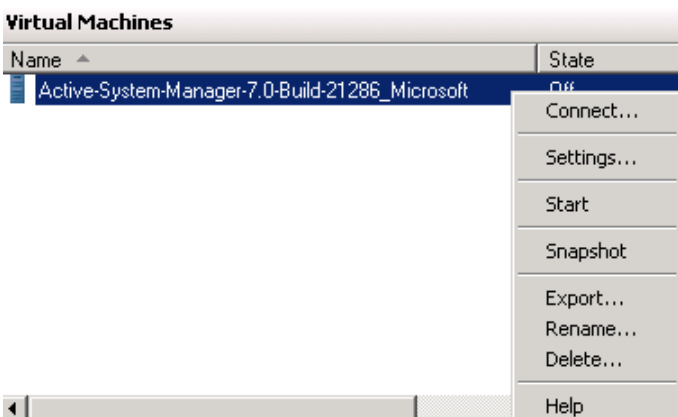 Virtual Machines
Name State
Active-System-Manager-7.0-Build-21286_Microsoft Off
Connect...
Settings...
Start
Snapshot
Export...
Rename...
Delete...
Help